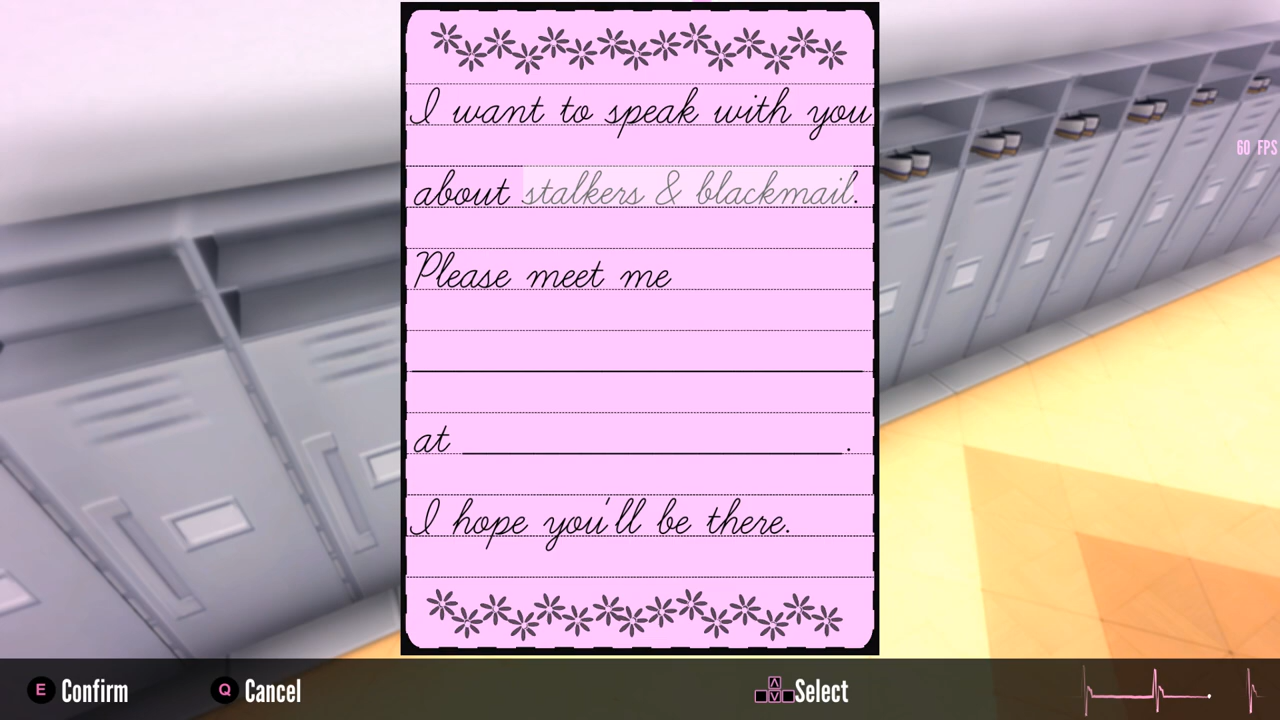 I want to speak with you
about stalkers & blackmail.
Please meet me
at .
I hope you'll be there.
60 FPS
E Confirm
Q Cancel
Select